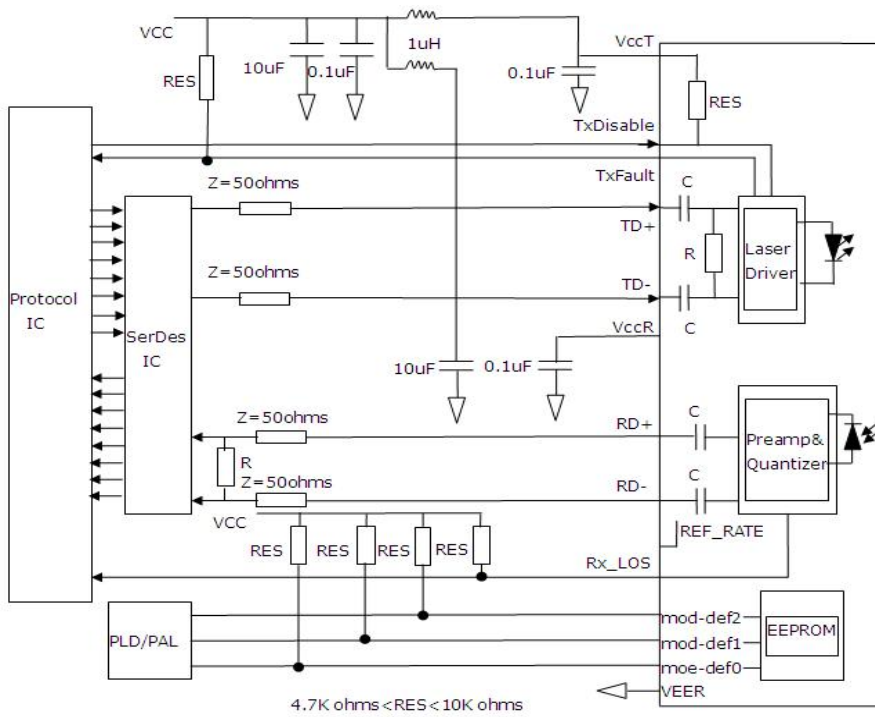 VCC
1uH
VccT
10uF
0.1uF
0.1uF
RES
RES
TxDisable
Z=50ohms
TxFault
C
TD+
R
Laser
Driver
Z=50ohms
TD-
C
Protocol
IC
SerDes
IC
VccR
10uF
0.1uF
Z=50ohms
RD+
C
Preamp&
Quantizer
R
Z=50ohms
RD-
C
VCC
REF_RATE
RES
RES
RES
RES
Rx_LOS
PLD/PAL
mod-def2
mod-def1
moe-def0
EEPROM
VEER
4.7K ohms<RES<10K ohms